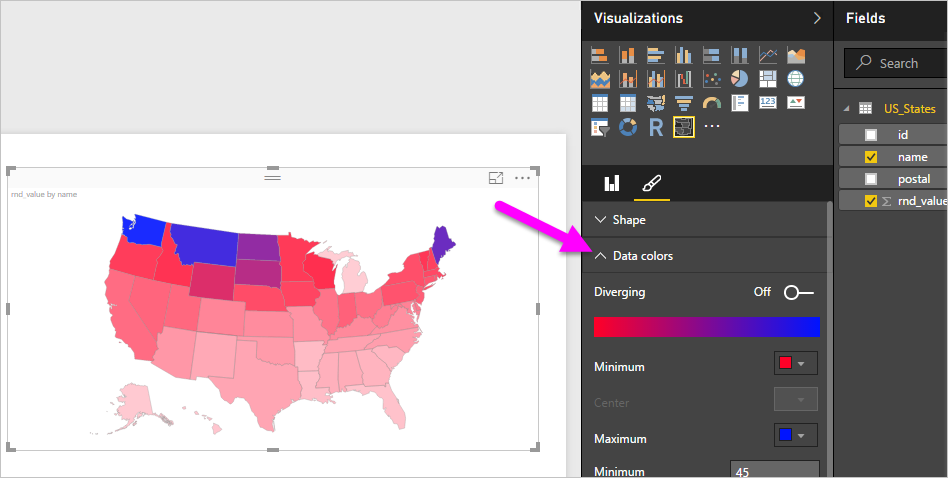 Visualizations
Fields
Search
R
123
US_States
id
name
postal
rnd_value
rnd_value by name
Shape
Data colors
Diverging
Off
Minimum
Center
Maximum
Minimum
45